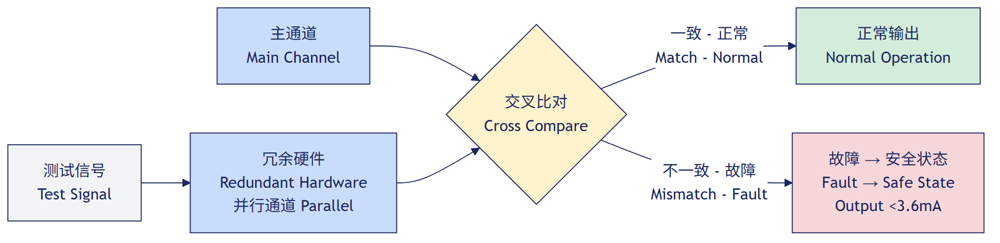 主通道
Main Channel
测试信号
Test Signal
冗余硬件
Redundant Hardware
并行通道 Parallel
交叉比对
Cross Compare
一致 - 正常
Match - Normal
不一致 - 故障
Mismatch - Fault
正常输出
Normal Operation
故障 → 安全状态
Fault → Safe State
Output <3.6mA